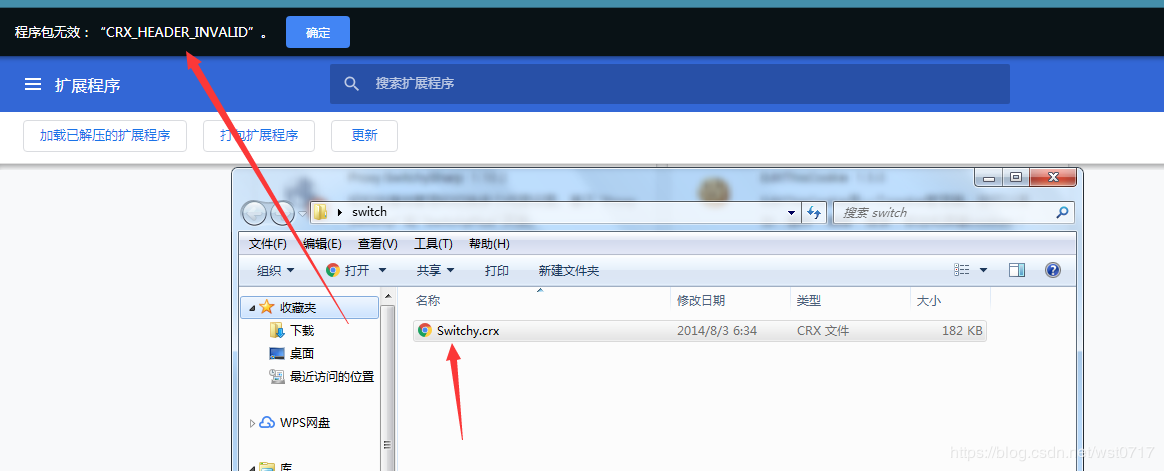 程序包无效："CRX_HEADER_INVALID"。 确定
扩展程序 搜索扩展程序
加载已解压的扩展程序 打包扩展程序 更新
switch 搜索 switch
文件(F) 编辑(E) 查看(V) 工具(T) 帮助(H)
组织 打开 共享 打印 新建文件夹
名称 修改日期 类型 大小
收藏夹
Switchy.crx 2014/8/3 6:34 CRX 文件 182 KB
下载
桌面
最近访问的位置
WPS网盘
库
https://blog.csdn.net/wst0717